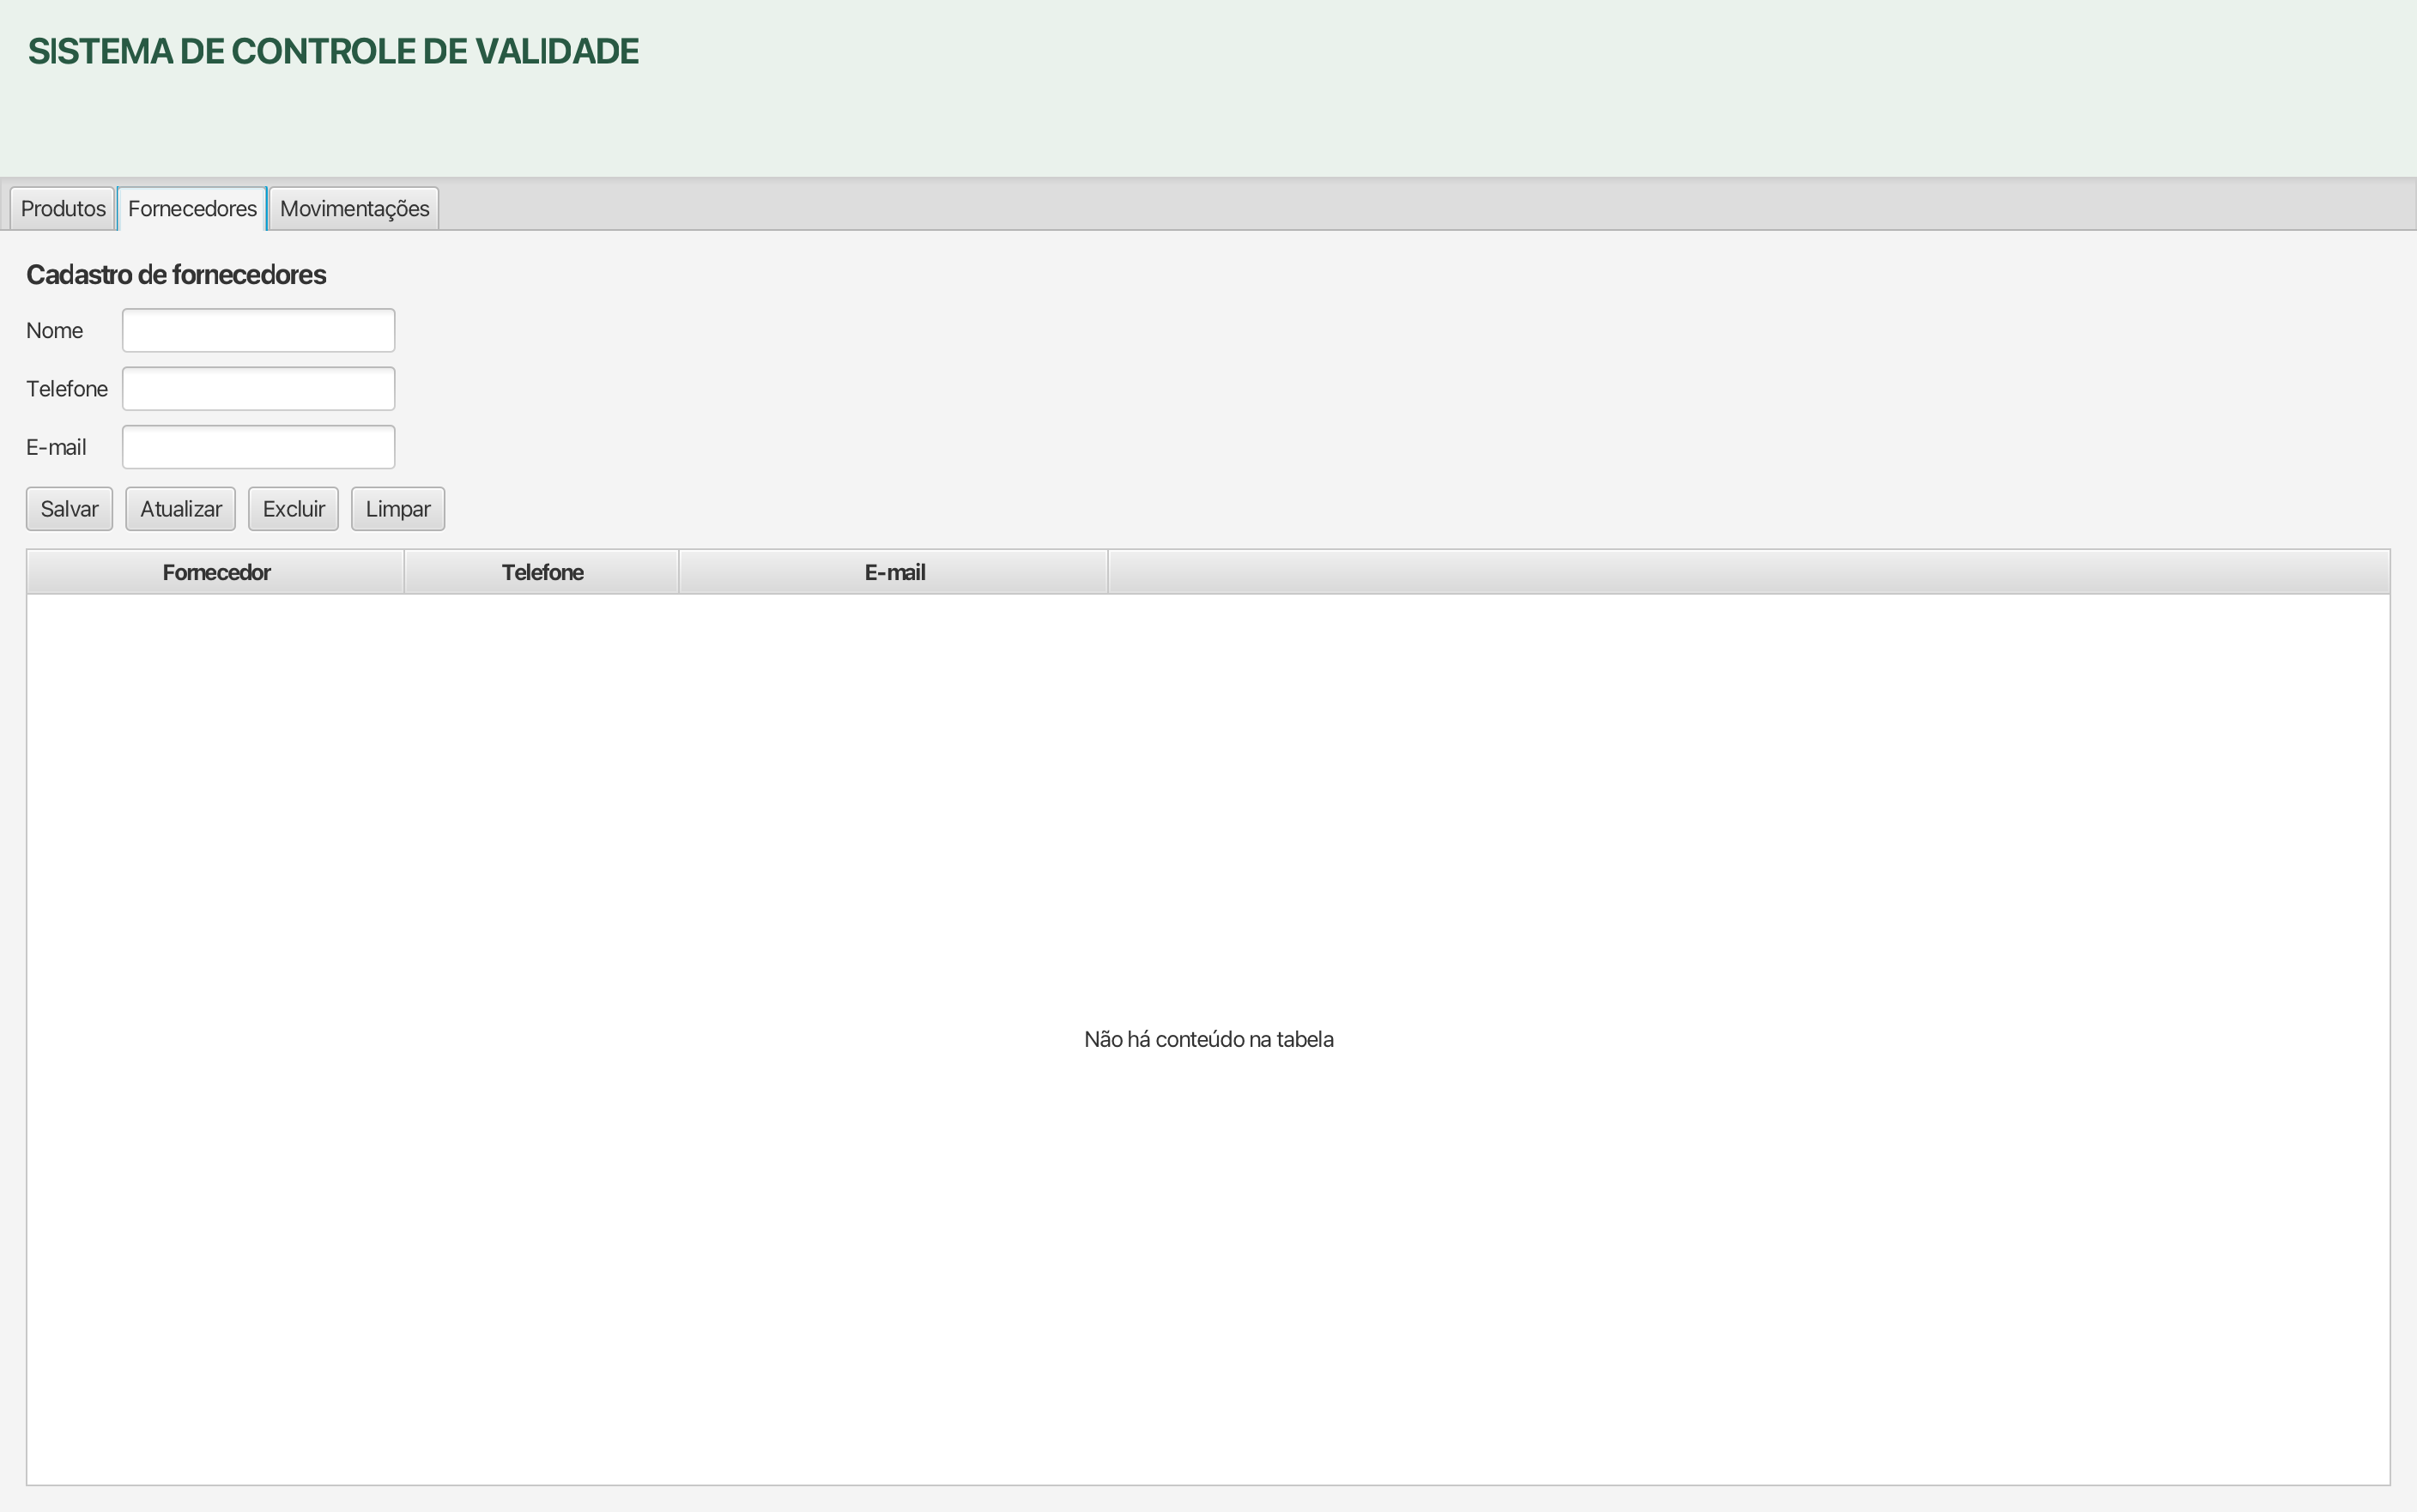 SISTEMA DE CONTROLE DE VALIDADE
Produtos Fornecedores Movimentações
Cadastro de fornecedores
Nome
Telefone
E-mail
Salvar Atualizar Excluir Limpar
Fornecedor Telefone E-mail
Não há conteúdo na tabela